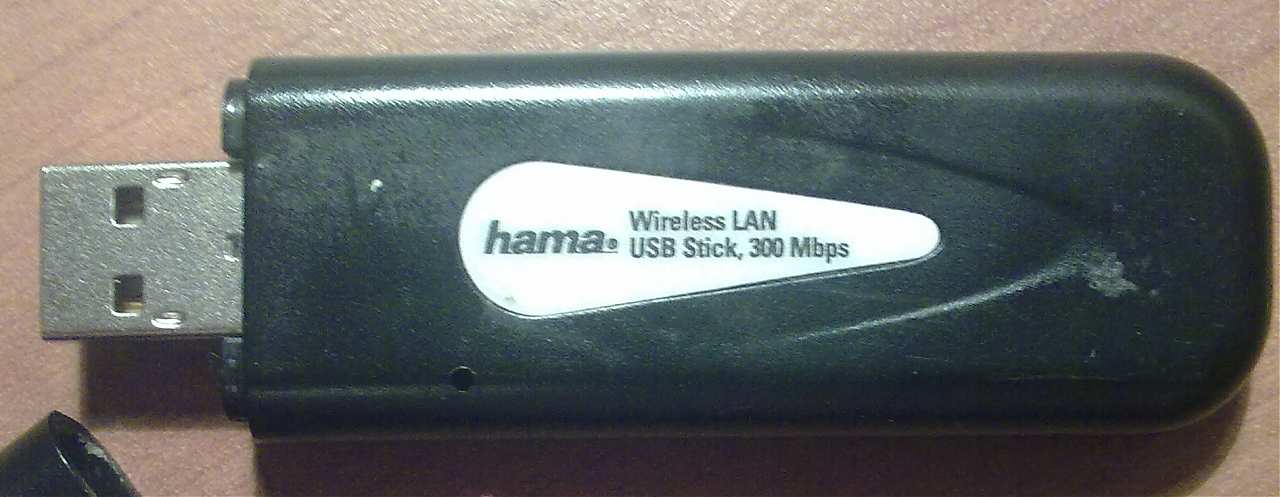 hama.
Wireless LAN
USB Stick, 300 Mbps